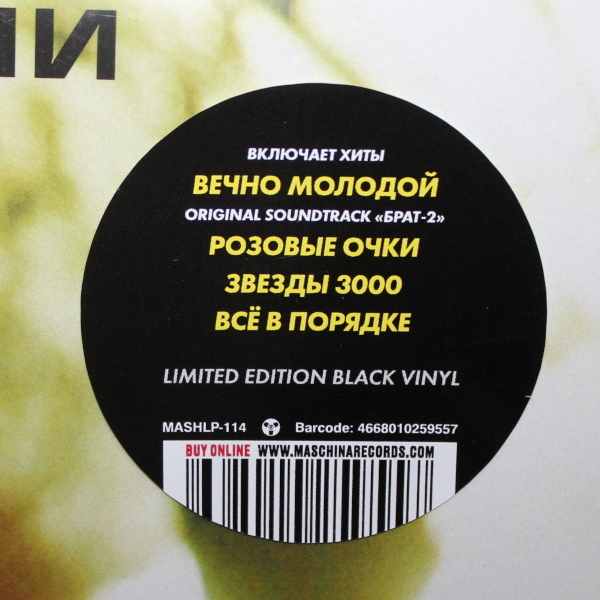 ИИ
ВКЛЮЧАЕТ ХИТЫ
ВЕЧНО МОЛОДОЙ
ORIGINAL SOUNDTRACK «БРАТ-2»
РОЗОВЫЕ ОЧКИ
ЗВЕЗДЫ 3000
ВСЁ В ПОРЯДКЕ
LIMITED EDITION BLACK VINYL
MASHLP-114 Barcode: 4668010259557
BUY ONLINE WWW.MASCHINARECORDS.COM